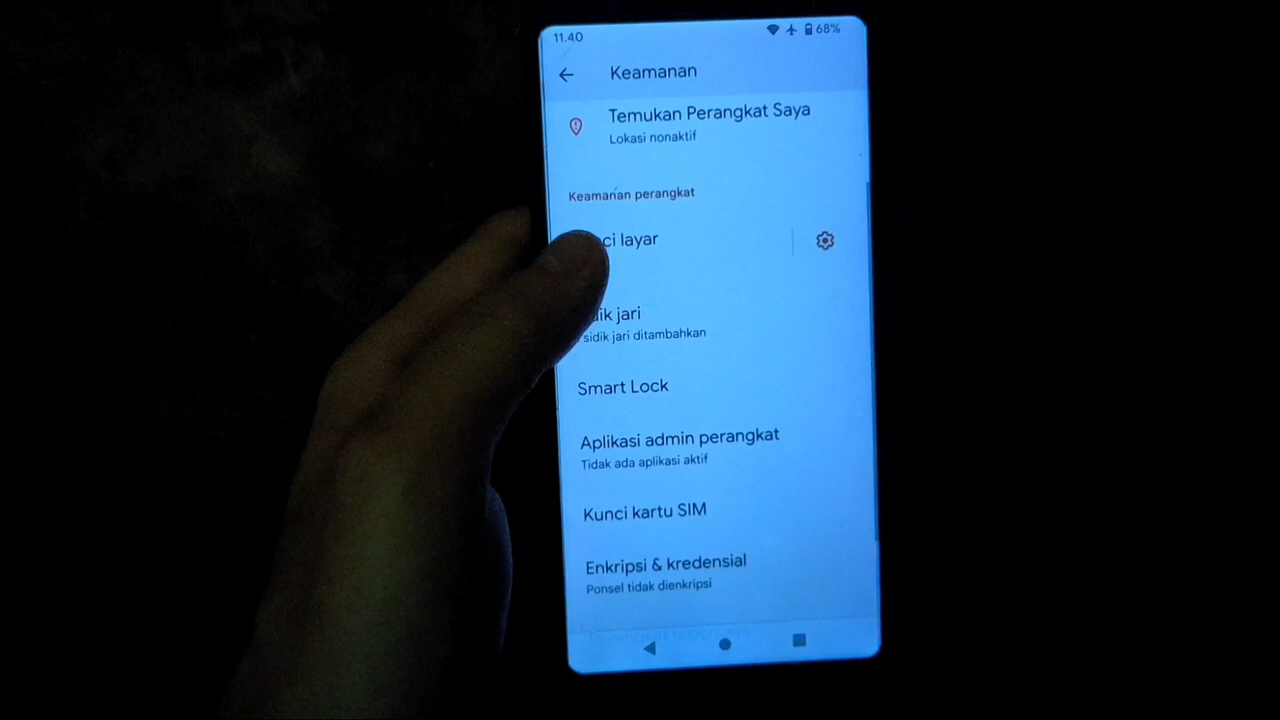 11.40
68%
Keamanan
Temukan Perangkat Saya
Lokasi nonaktif
Keamanan perangkat
layar
jari
sidik jari ditambahkan
Smart Lock
Aplikasi admin perangkat
Tidak ada aplikasi aktif
Kunci kartu SIM
Enkripsi & kredensial
Ponsel tidak dienkripsi